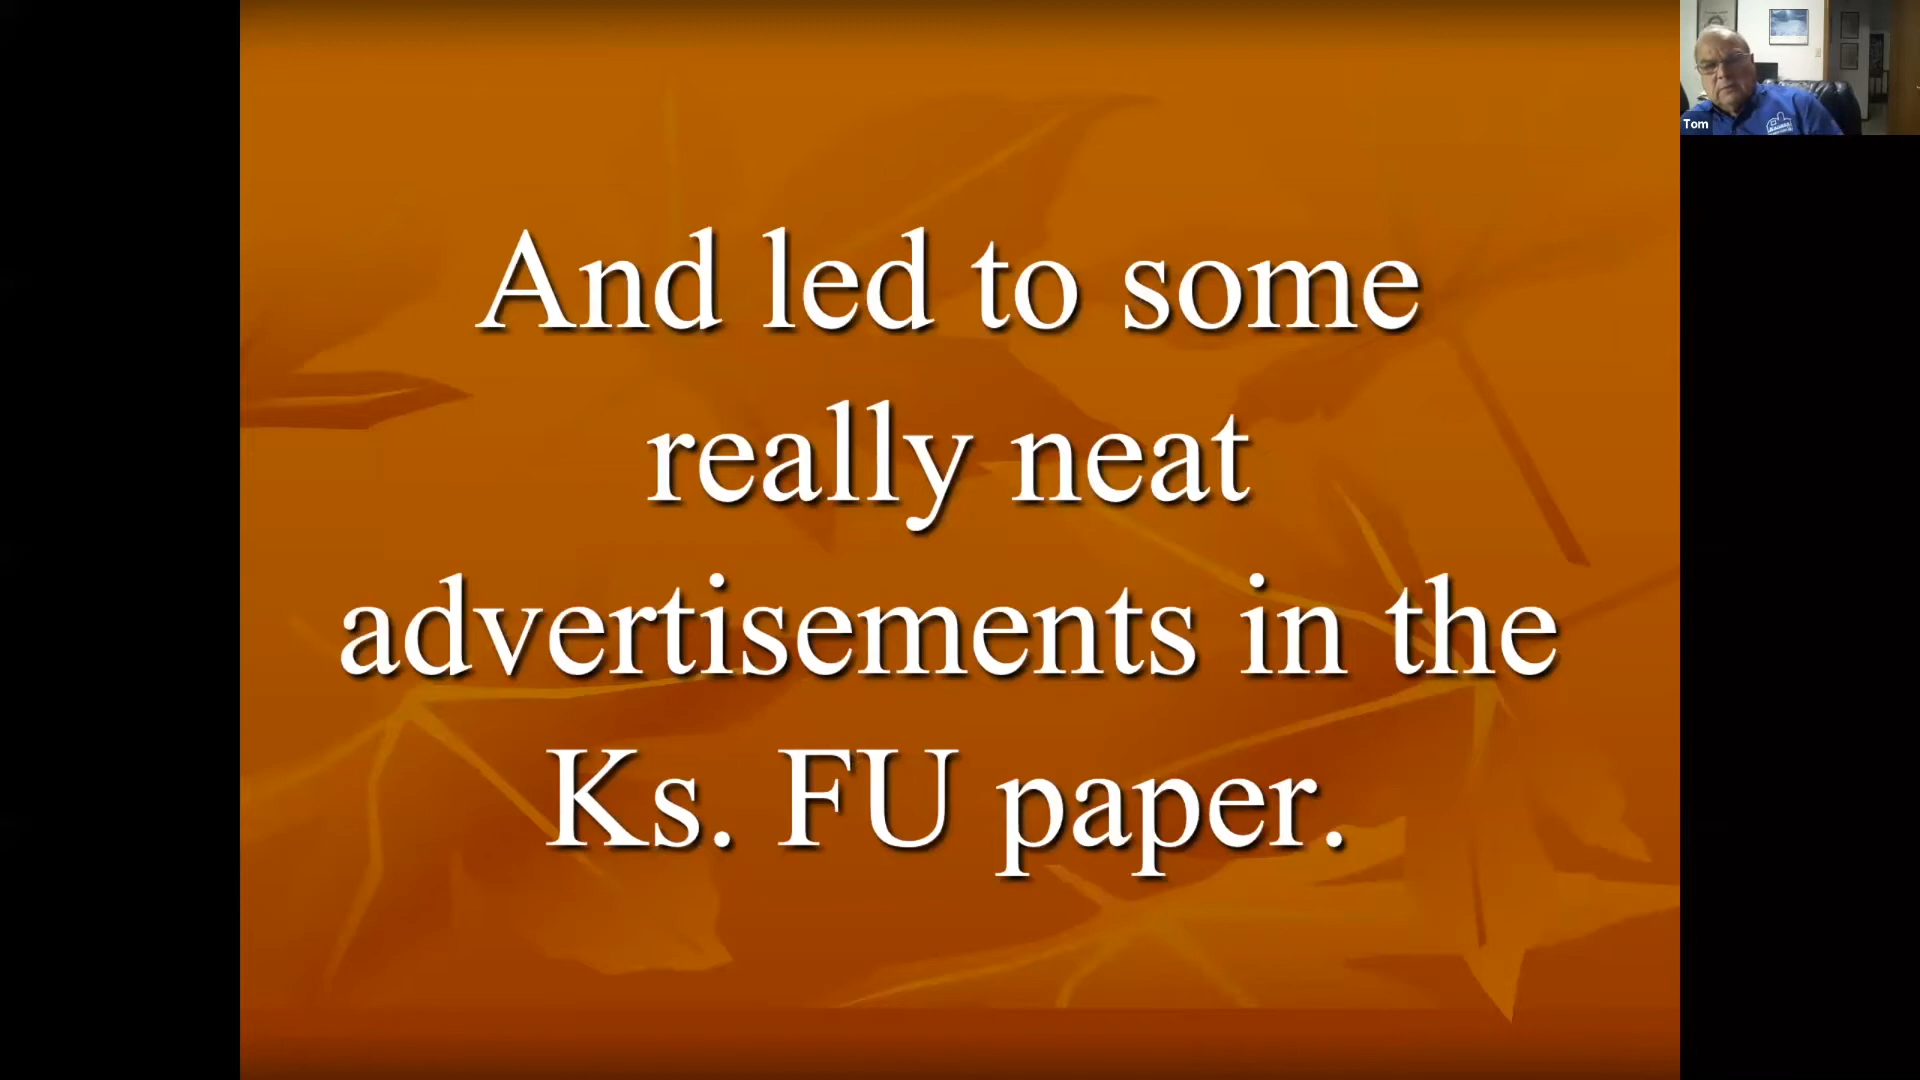 And led to some
really neat
advertisements in the
Ks. FU paper.
Tom